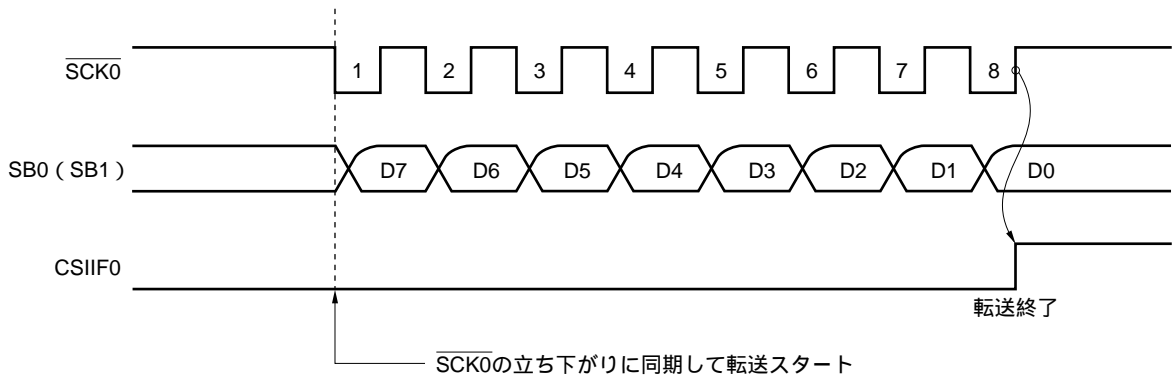 SCK0
1 2 3 4 5 6 7 8
SB0 ( SB1 )
D7 D6 D5 D4 D3 D2 D1 D0
CSIIF0
転送終了
SCK0の立ち下がりに同期して転送スタート